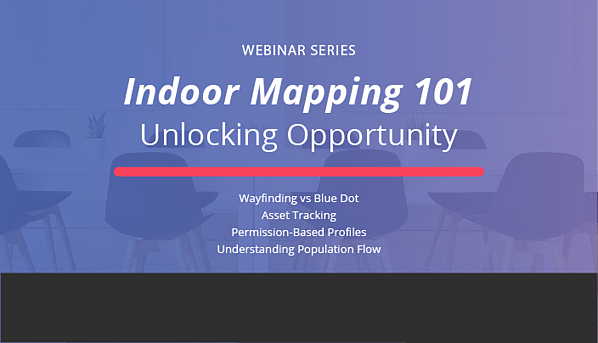 WEBINAR SERIES
Indoor Mapping 101
Unlocking Opportunity
Wayfinding vs Blue Dot
Asset Tracking
Permission-Based Profiles
Understanding Population Flow